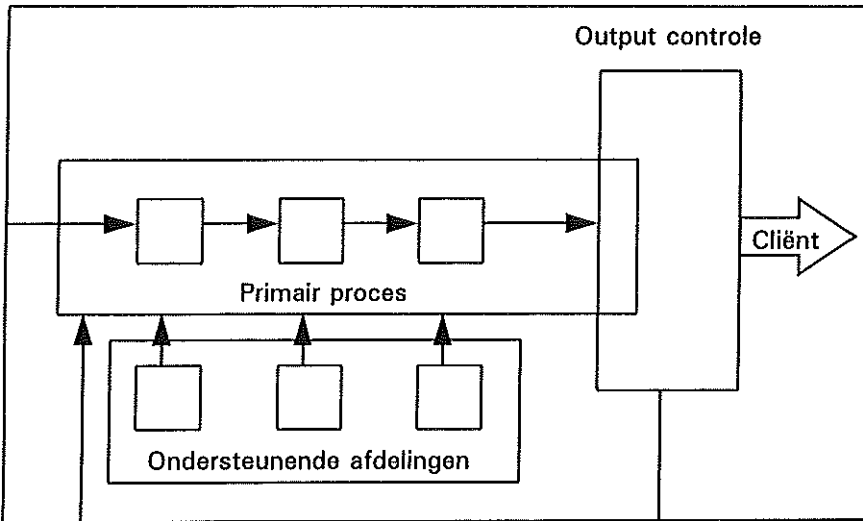 Output controle
Cliënt
Primair proces
Ondersteunende afdelingen